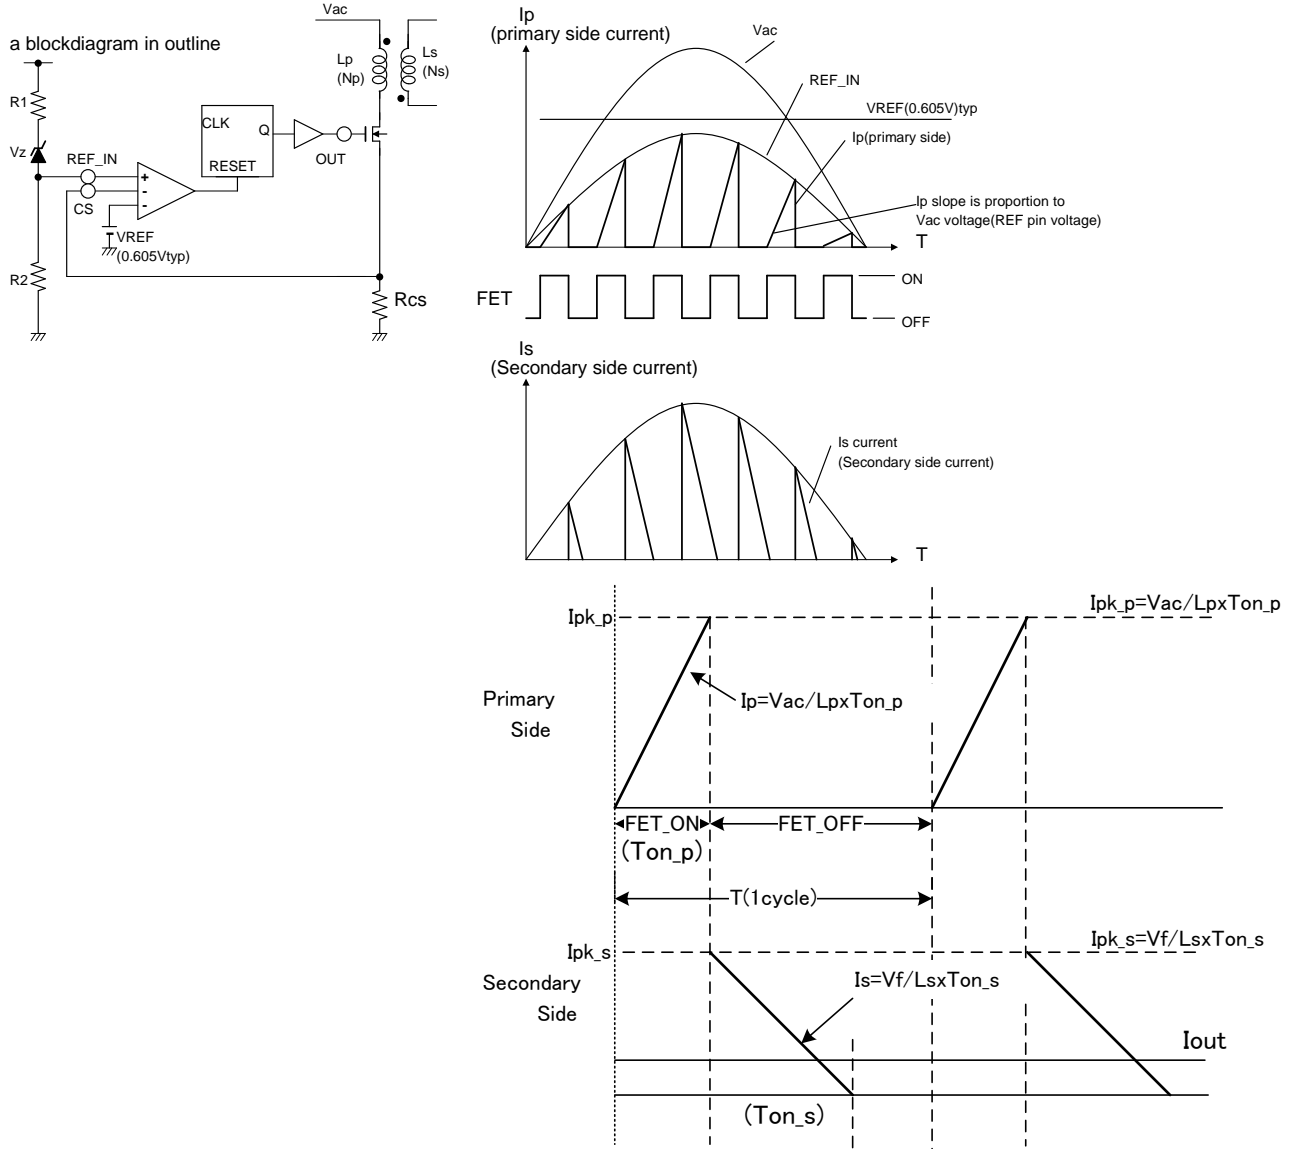 a blockdiagram in outline
Vac
Lp
(Np)
Ls
(Ns)
R1
Vz
REF_IN
CS
CLK
Q
RESET
OUT
+
-
-
VREF
(0.605Vtyp)
R2
Rcs
Ip
(primary side current)
Vac
REF_IN
VREF(0.605V)typ
Ip(primary side)
Ip slope is proportion to
Vac voltage(REF pin voltage)
T
FET
ON
OFF
Is
(Secondary side current)
Is current
(Secondary side current)
T
Ipk_p
Ipk_p=Vac/LpxTon_p
Primary
Side
Ip=Vac/LpxTon_p
FET_ON
FET_OFF
(Ton_p)
T(1cycle)
Ipk_s
Ipk_s=Vf/LsxTon_s
Secondary
Side
Is=Vf/LsxTon_s
Iout
(Ton_s)